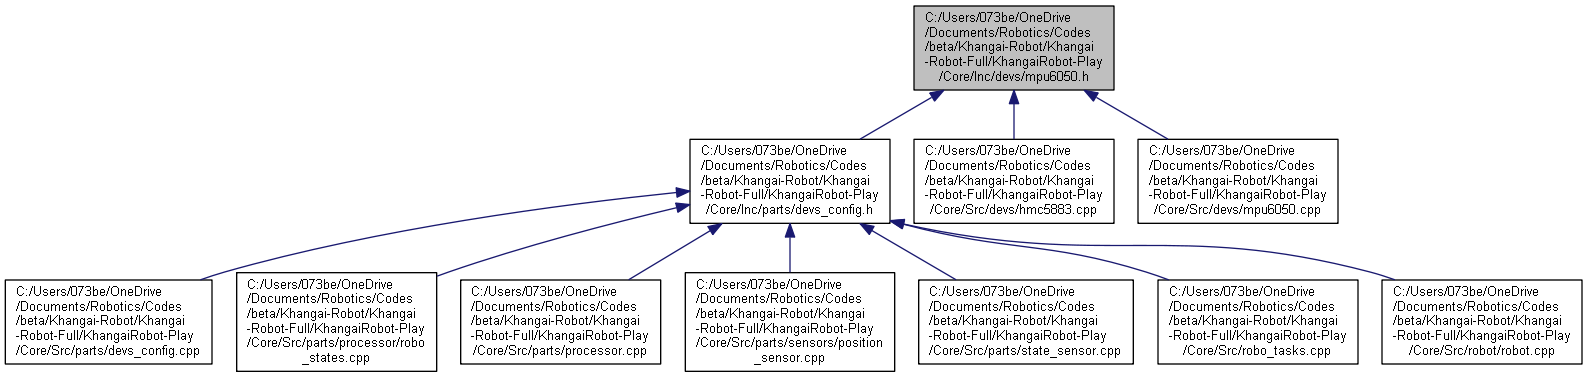 C:/Users/073be/OneDrive
/Documents/Robotics/Codes
/beta/Khangai-Robot/Khangai
-Robot-Full/KhangaiRobot-Play
/Core/Inc/devs/mpu6050.h
C:/Users/073be/OneDrive
/Documents/Robotics/Codes
/beta/Khangai-Robot/Khangai
-Robot-Full/KhangaiRobot-Play
/Core/Inc/parts/devs_config.h
C:/Users/073be/OneDrive
/Documents/Robotics/Codes
/beta/Khangai-Robot/Khangai
-Robot-Full/KhangaiRobot-Play
/Core/Src/devs/hmc5883.cpp
C:/Users/073be/OneDrive
/Documents/Robotics/Codes
/beta/Khangai-Robot/Khangai
-Robot-Full/KhangaiRobot-Play
/Core/Src/devs/mpu6050.cpp
C:/Users/073be/OneDrive
/Documents/Robotics/Codes
/beta/Khangai-Robot/Khangai
-Robot-Full/KhangaiRobot-Play
/Core/Src/parts/devs_config.cpp
C:/Users/073be/OneDrive
/Documents/Robotics/Codes
/beta/Khangai-Robot/Khangai
-Robot-Full/KhangaiRobot-Play
/Core/Src/parts/processor/robo
_states.cpp
C:/Users/073be/OneDrive
/Documents/Robotics/Codes
/beta/Khangai-Robot/Khangai
-Robot-Full/KhangaiRobot-Play
/Core/Src/parts/processor.cpp
C:/Users/073be/OneDrive
/Documents/Robotics/Codes
/beta/Khangai-Robot/Khangai
-Robot-Full/KhangaiRobot-Play
/Core/Src/parts/sensors/position
_sensor.cpp
C:/Users/073be/OneDrive
/Documents/Robotics/Codes
/beta/Khangai-Robot/Khangai
-Robot-Full/KhangaiRobot-Play
/Core/Src/parts/state_sensor.cpp
C:/Users/073be/OneDrive
/Documents/Robotics/Codes
/beta/Khangai-Robot/Khangai
-Robot-Full/KhangaiRobot-Play
/Core/Src/robo_tasks.cpp
C:/Users/073be/OneDrive
/Documents/Robotics/Codes
/beta/Khangai-Robot/Khangai
-Robot-Full/KhangaiRobot-Play
/Core/Src/robot/robot.cpp